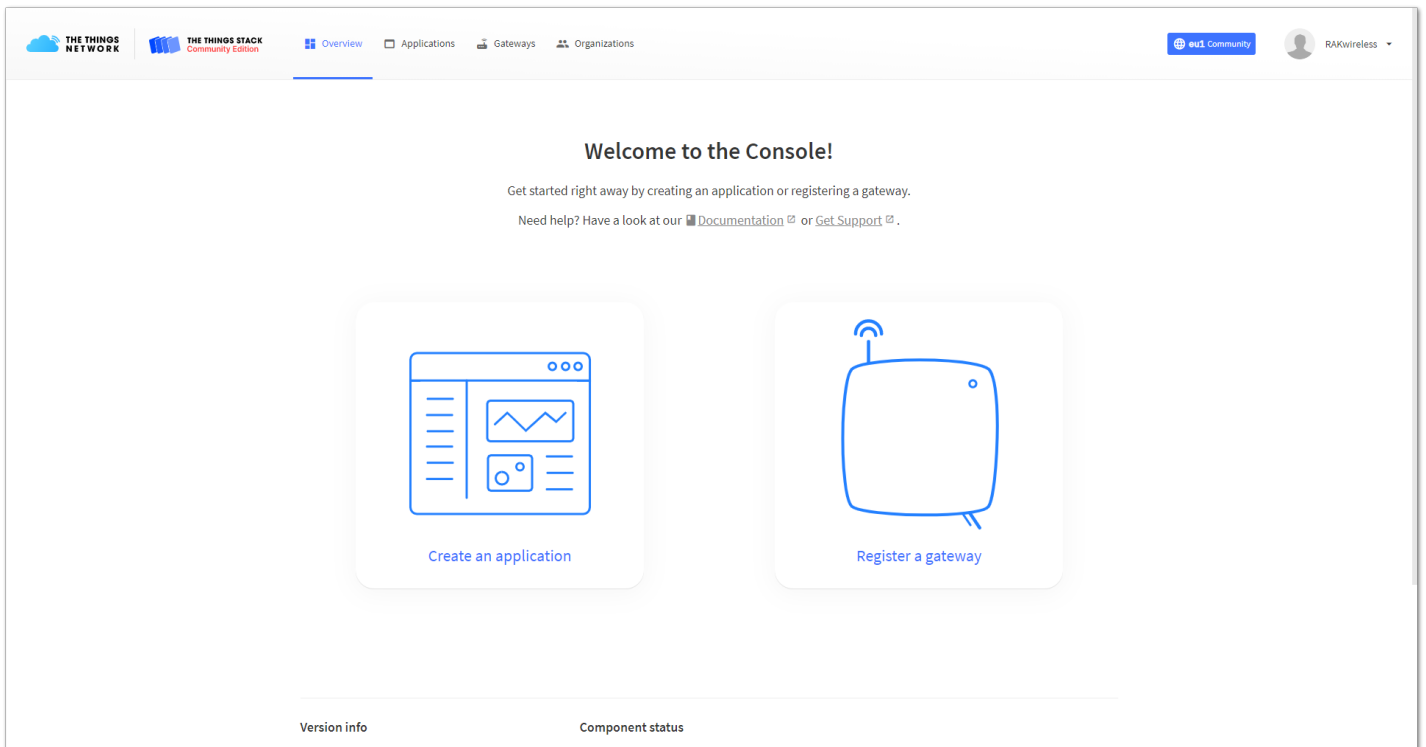 THE THINGS
NETWORK
THE THINGS STACK
Community Edition
Overview
Applications
Gateways
Organizations
eu1 Community
RAKwireless
Welcome to the Console!
Get started right away by creating an application or registering a gateway.
Need help? Have a look at our Documentation or Get Support .
Create an application
Register a gateway
Version info
Component status